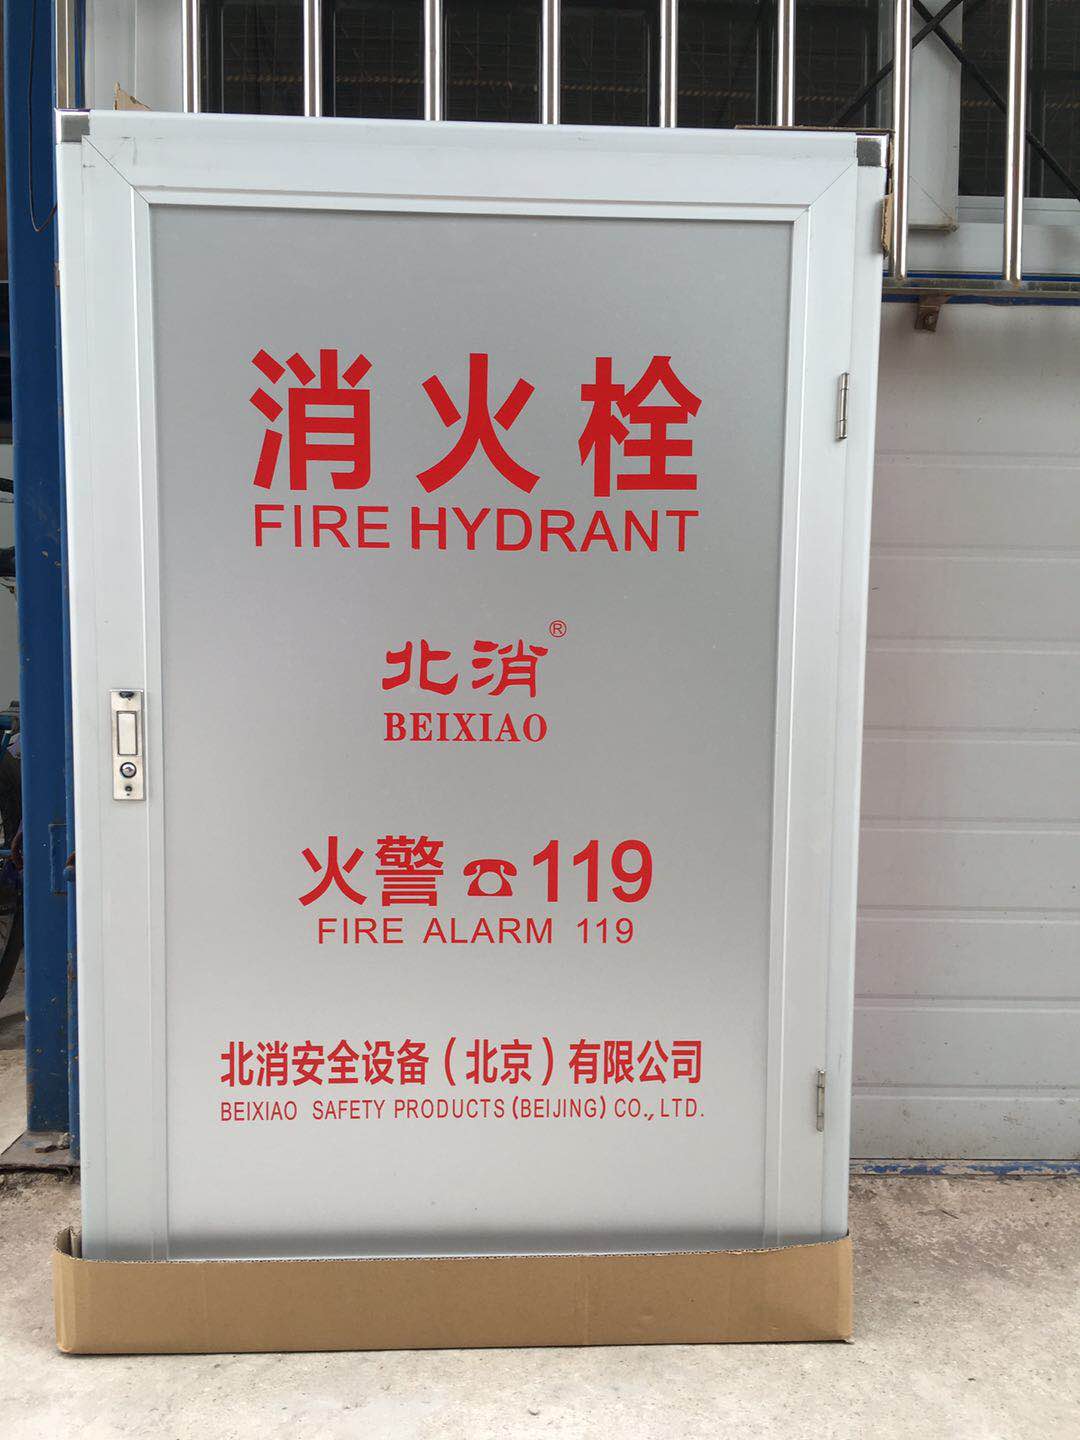 消火栓
FIRE HYDRANT
北消®
BEIXIAO
火警☎119
FIRE ALARM 119
北消安全设备(北京)有限公司
BEIXIAO SAFETY PRODUCTS(BEIJING)CO.,LTD.